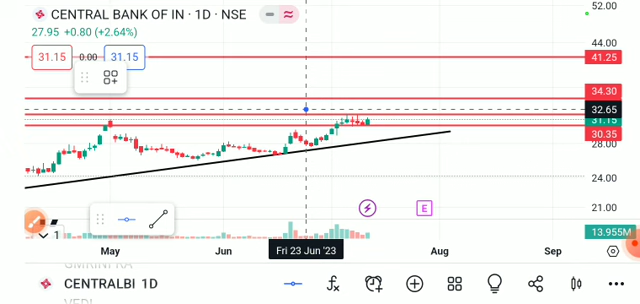 CENTRAL BANK OF IN · 1D · NSE
27.95 +0.80 (+2.64%)
31.15 0.00 31.15
52.00
44.00
41.25
34.30
32.65
31.15
30.35
28.00
24.00
21.00
E
1
13.955M
May Jun Fri 23 Jun '23 Aug Sep
CENTRALBI 1D